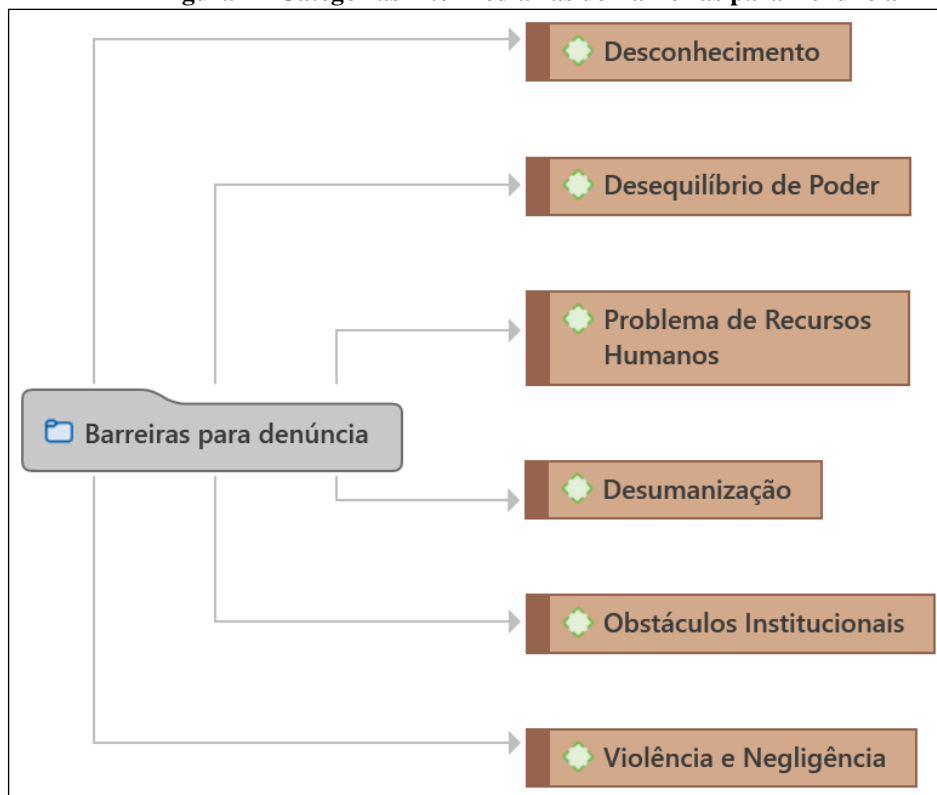 Desconhecimento
Desequilíbrio de Poder
Problema de Recursos
Humanos
Barreiras para denúncia
Desumanização
Obstáculos Institucionais
Violência e Negligência